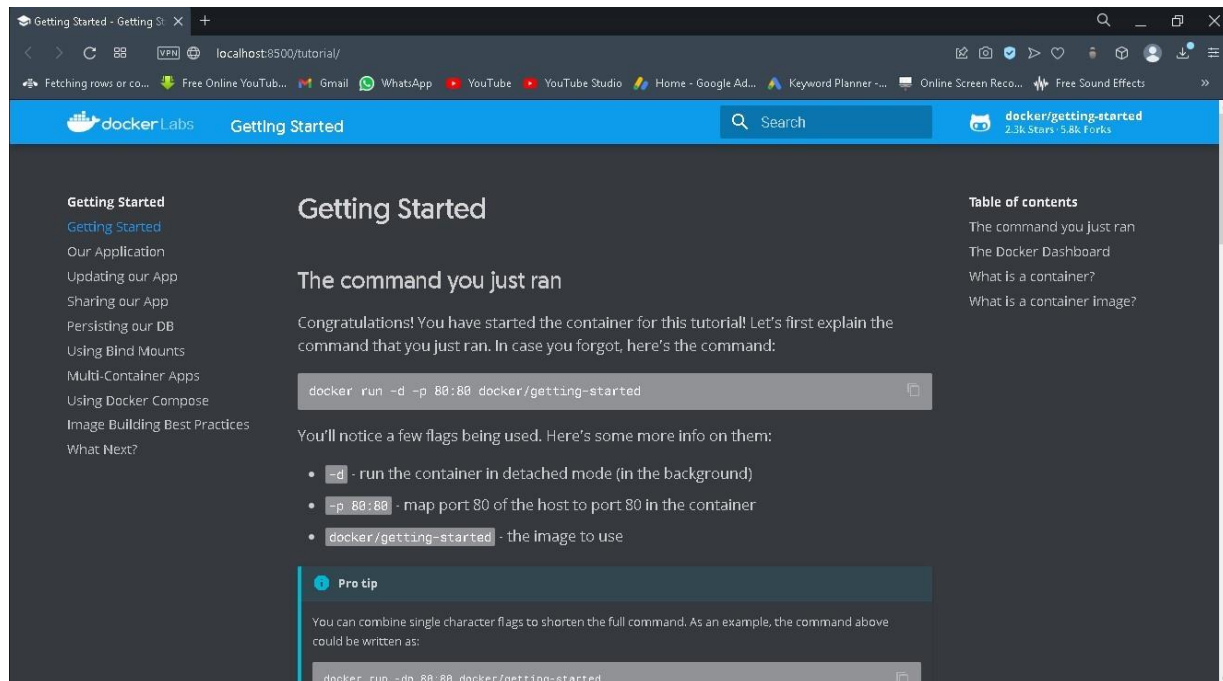 Getting Started - Getting St
localhost:8500/tutorial/
VPN
Fetching rows or co... Free Online YouTub... Gmail WhatsApp YouTube YouTube Studio Home - Google Ad... Keyword Planner -... Online Screen Reco... Free Sound Effects »
docker Labs Getting Started
Search
docker/getting-started
2.3k Stars · 5.8k Forks
Getting Started
Getting Started
Our Application
Updating our App
Sharing our App
Persisting our DB
Using Bind Mounts
Multi-Container Apps
Using Docker Compose
Image Building Best Practices
What Next?
Getting Started
The command you just ran
Congratulations! You have started the container for this tutorial! Let's first explain the
command that you just ran. In case you forgot, here's the command:
docker run -d -p 80:80 docker/getting-started
You'll notice a few flags being used. Here's some more info on them:
• -d - run the container in detached mode (in the background)
• -p 80:80 - map port 80 of the host to port 80 in the container
• docker/getting-started - the image to use
Pro tip
You can combine single character flags to shorten the full command. As an example, the command above
could be written as:
docker run -dp 80:80 docker/getting-started
Table of contents
The command you just ran
The Docker Dashboard
What is a container?
What is a container image?